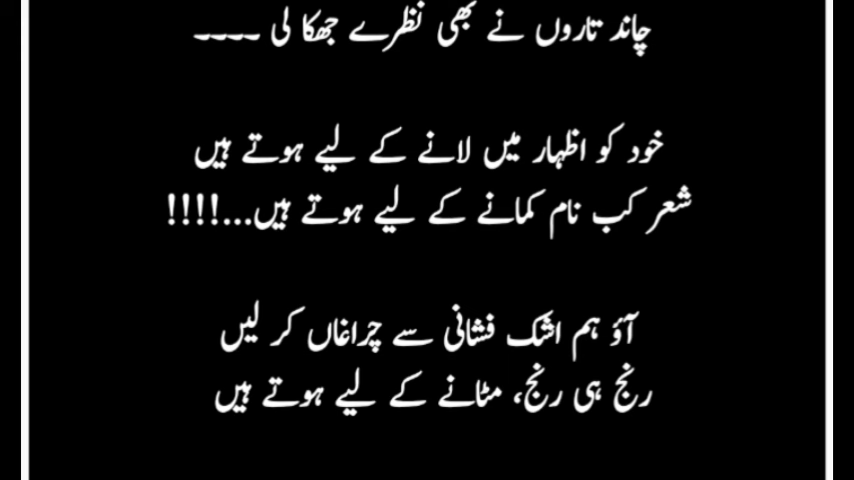 چاند تاروں نے بھی نظرے جھکا لی ----
خود کو اظہار میں لانے کے لیے ہوتے ہیں
شعر کب نام کمانے کے لیے ہوتے ہیں...!!!!
آؤ ہم اشک فشانی سے چراغاں کر لیں
رنج ہی رنج، مٹانے کے لیے ہوتے ہیں